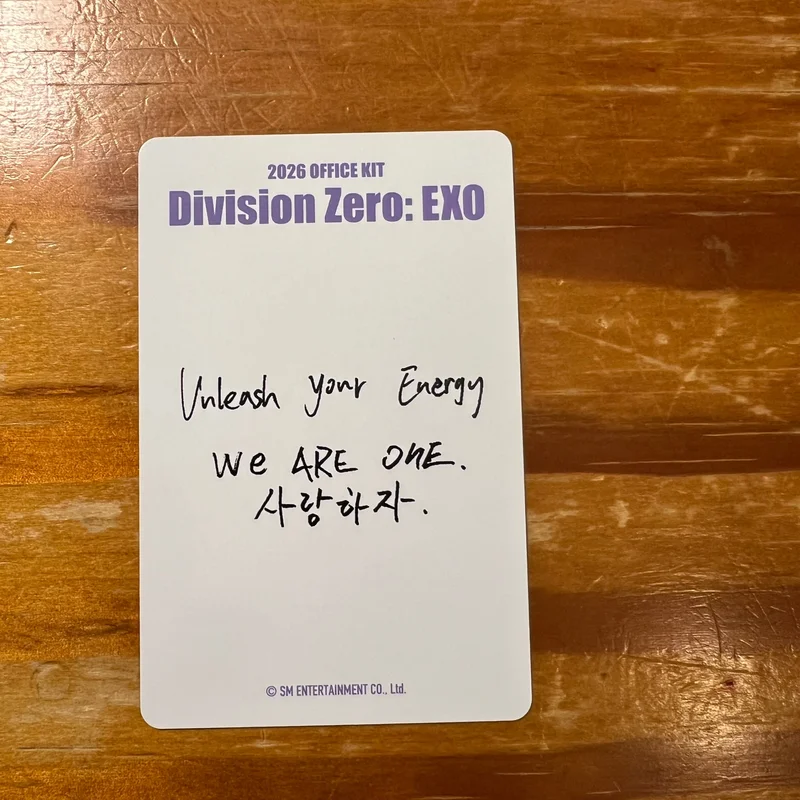 2026 OFFICE KIT
Division Zero: EXO
Unleash your Energy
We ARE ONE.
사랑하자.
© SM ENTERTAINMENT CO., Ltd.